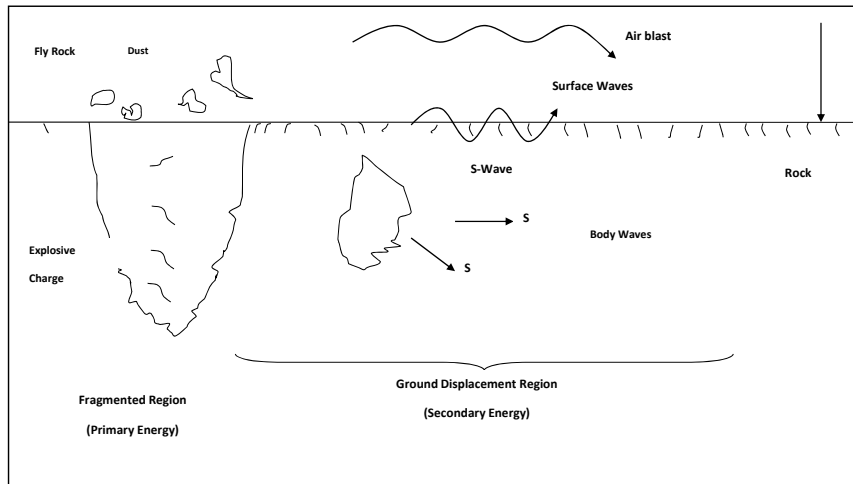 Air blast
Fly Rock
Dust
Surface Waves
S-Wave
Rock
S
Body Waves
Explosive
Charge
S
Ground Displacement Region
(Secondary Energy)
Fragmented Region
(Primary Energy)